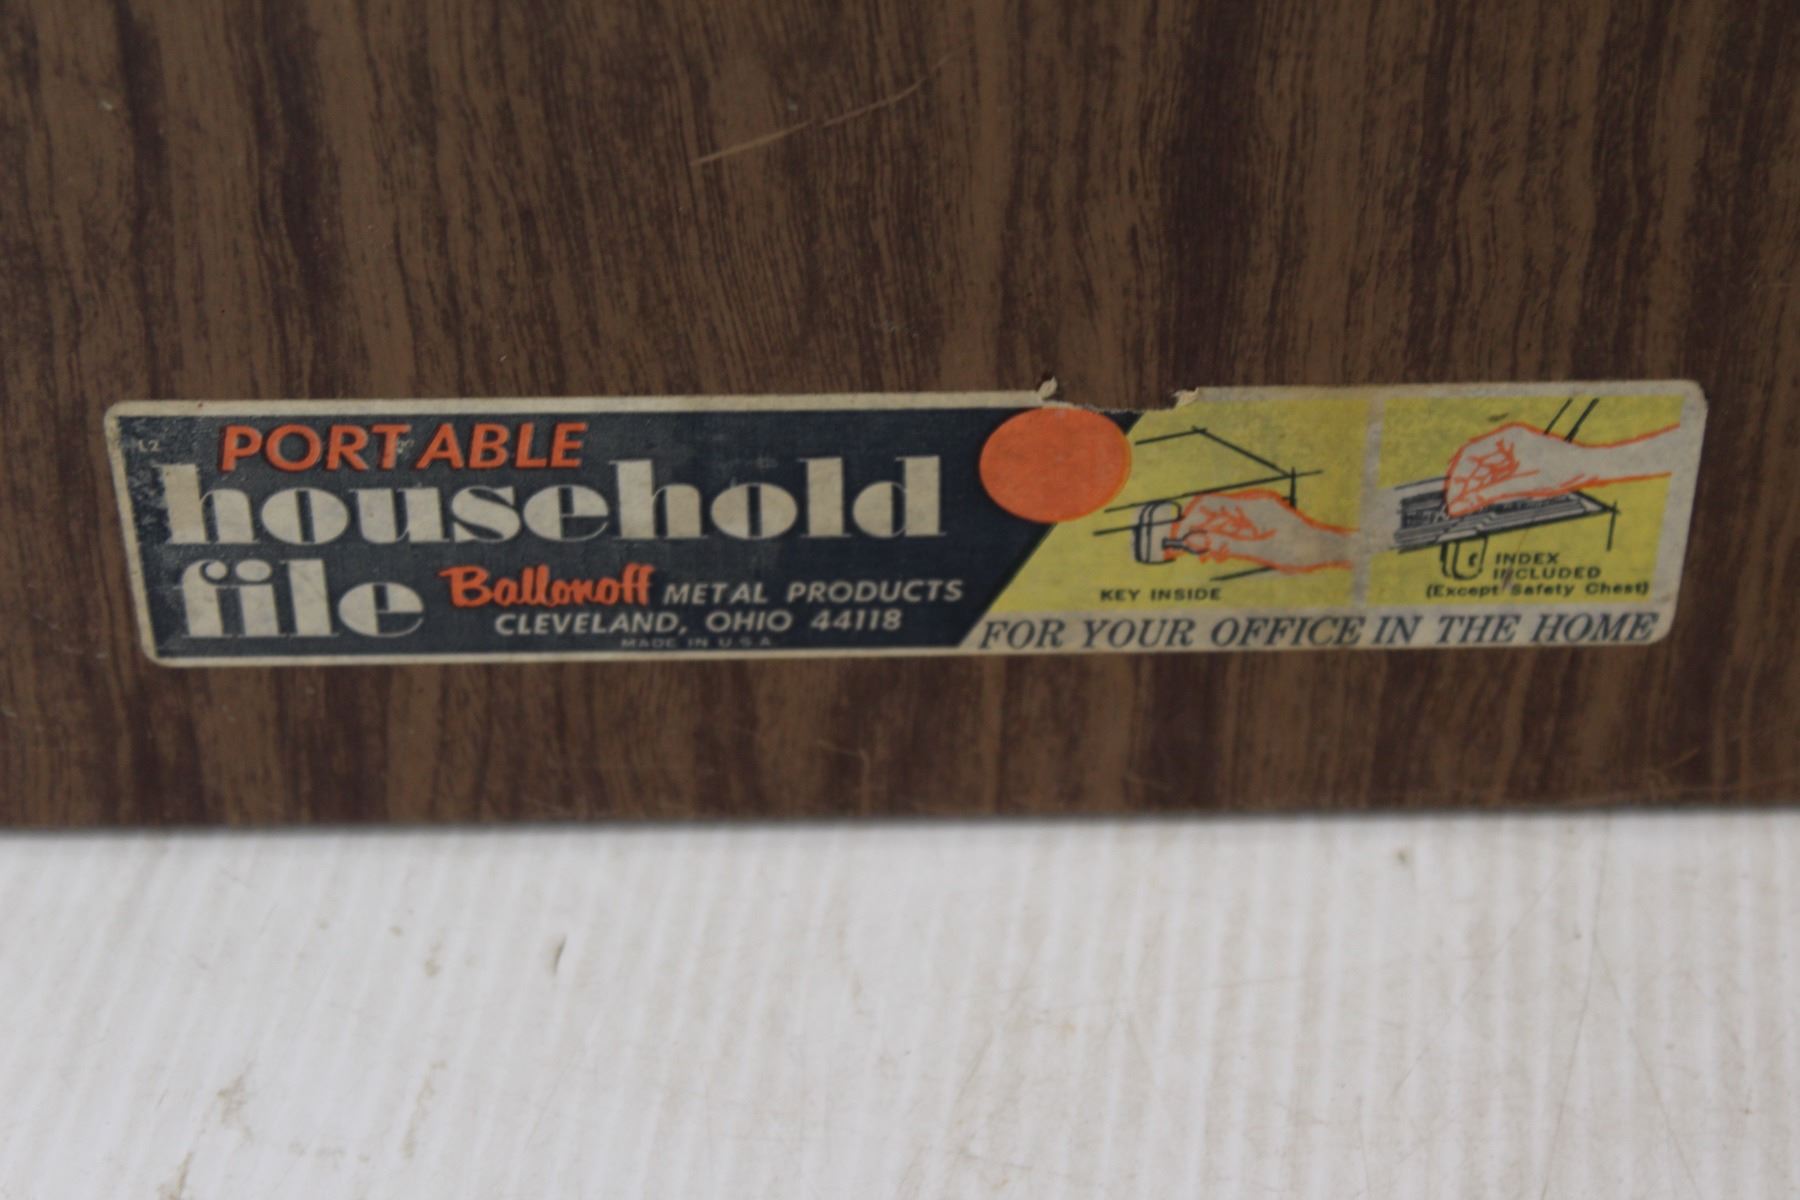 L2
PORTABLE
household
file
Ballonoff METAL PRODUCTS
CLEVELAND, OHIO 44118
MADE IN U.S.A.
KEY INSIDE
INDEX
INCLUDED
(Except Safety Chest)
FOR YOUR OFFICE IN THE HOME